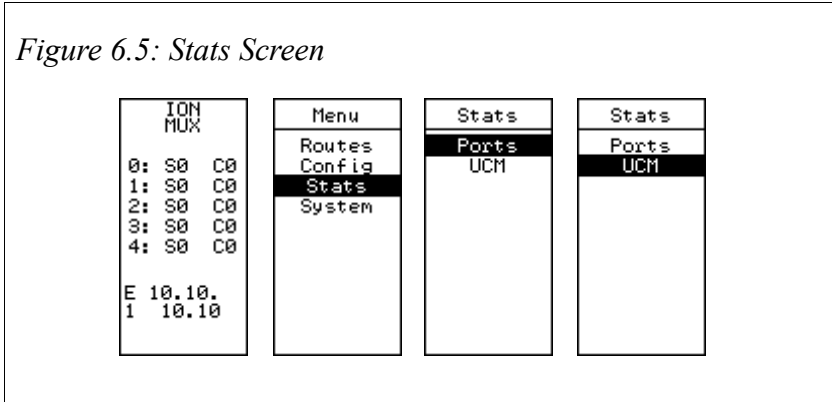 Figure 6.5: Stats Screen
ION
MUX
0: S0 C0
1: S0 C0
2: S0 C0
3: S0 C0
4: S0 C0
E 10.10.
1 10.10
Menu
Routes
Config
Stats
System
Stats
Ports
UCM
Stats
Ports
UCM